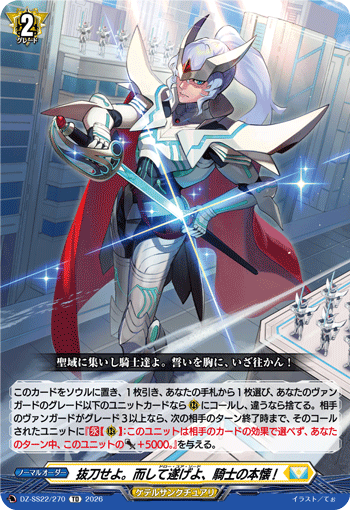 2
グレード
聖域に集いし騎士達よ。誓いを胸に、いざ往かん！
このカードをソウルに置き、1枚引き、あなたの手札から1枚選び、あなたのヴァン
ガードのグレード以下のユニットカードなら Ⓡ にコールし、違うなら捨てる。相手
のヴァンガードがグレード3以上なら、次の相手のターン終了時まで、そのコール
されたユニットに『【永】【Ⓡ】：このユニットは相手のカードの効果で選べず、あなた
のターン中、このユニットの +5000。』を与える。
ノーマルオーダー
抜刀せよ。而して遂げよ、騎士の本懐！
ケテルサンクチュアリ
DZ-SS22/270 TD 2026
イラスト／てぉ